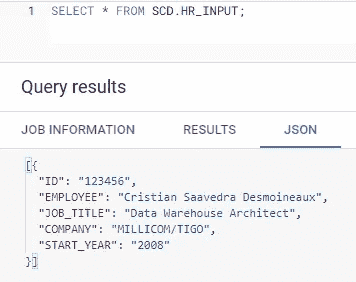 1 SELECT * FROM SCD.HR_INPUT;
Query results
JOB INFORMATION RESULTS JSON
[{
"ID": "123456",
"EMPLOYEE": "Cristian Saavedra Desmoineaux",
"JOB_TITLE": "Data Warehouse Architect",
"COMPANY": "MILLICOM/TIGO",
"START_YEAR": "2008"
}]